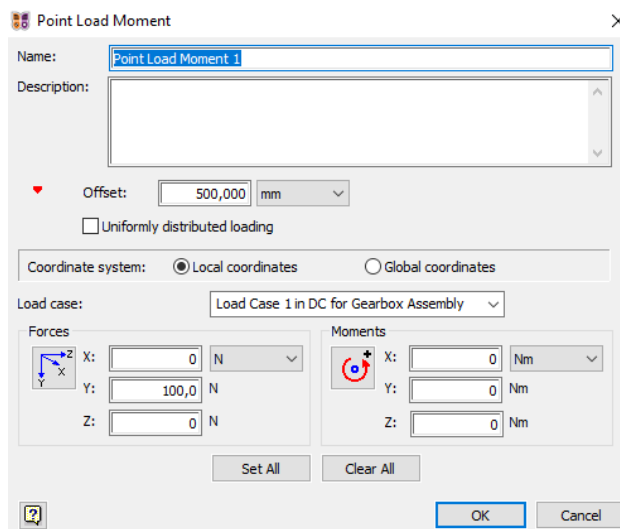 Point Load Moment
Name: Point Load Moment 1
Description:
Offset: 500,000 mm
Uniformly distributed loading
Coordinate system: Local coordinates Global coordinates
Load case: Load Case 1 in DC for Gearbox Assembly
Forces Moments
Z X Y X: 0 N + X: 0 Nm
Y: 100,0 N Y: 0 Nm
Z: 0 N Z: 0 Nm
Set All Clear All
? OK Cancel